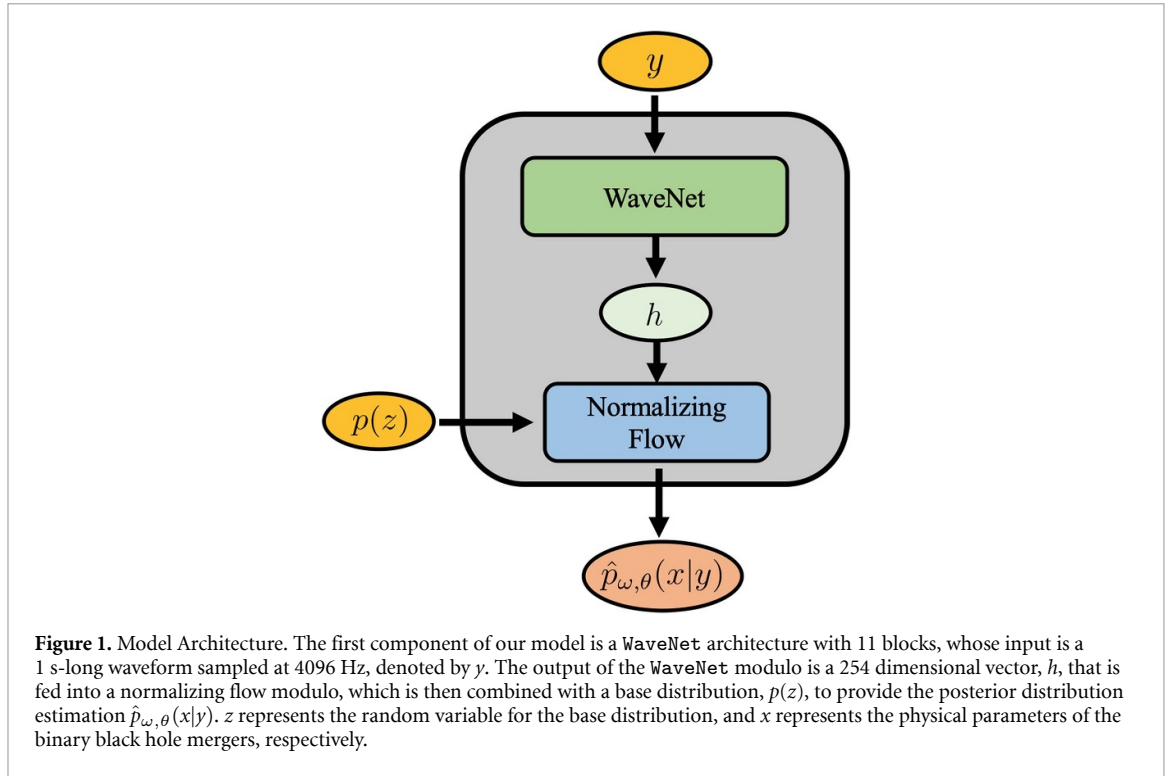 y
WaveNet
h
p(z)
Normalizing
Flow
p̂ω,θ(x|y)
Figure 1. Model Architecture. The first component of our model is a WaveNet architecture with 11 blocks, whose input is a
1 s-long waveform sampled at 4096 Hz, denoted by y. The output of the WaveNet modulo is a 254 dimensional vector, h, that is
fed into a normalizing flow modulo, which is then combined with a base distribution, p(z), to provide the posterior distribution
estimation p̂ω,θ(x|y). z represents the random variable for the base distribution, and x represents the physical parameters of the
binary black hole mergers, respectively.